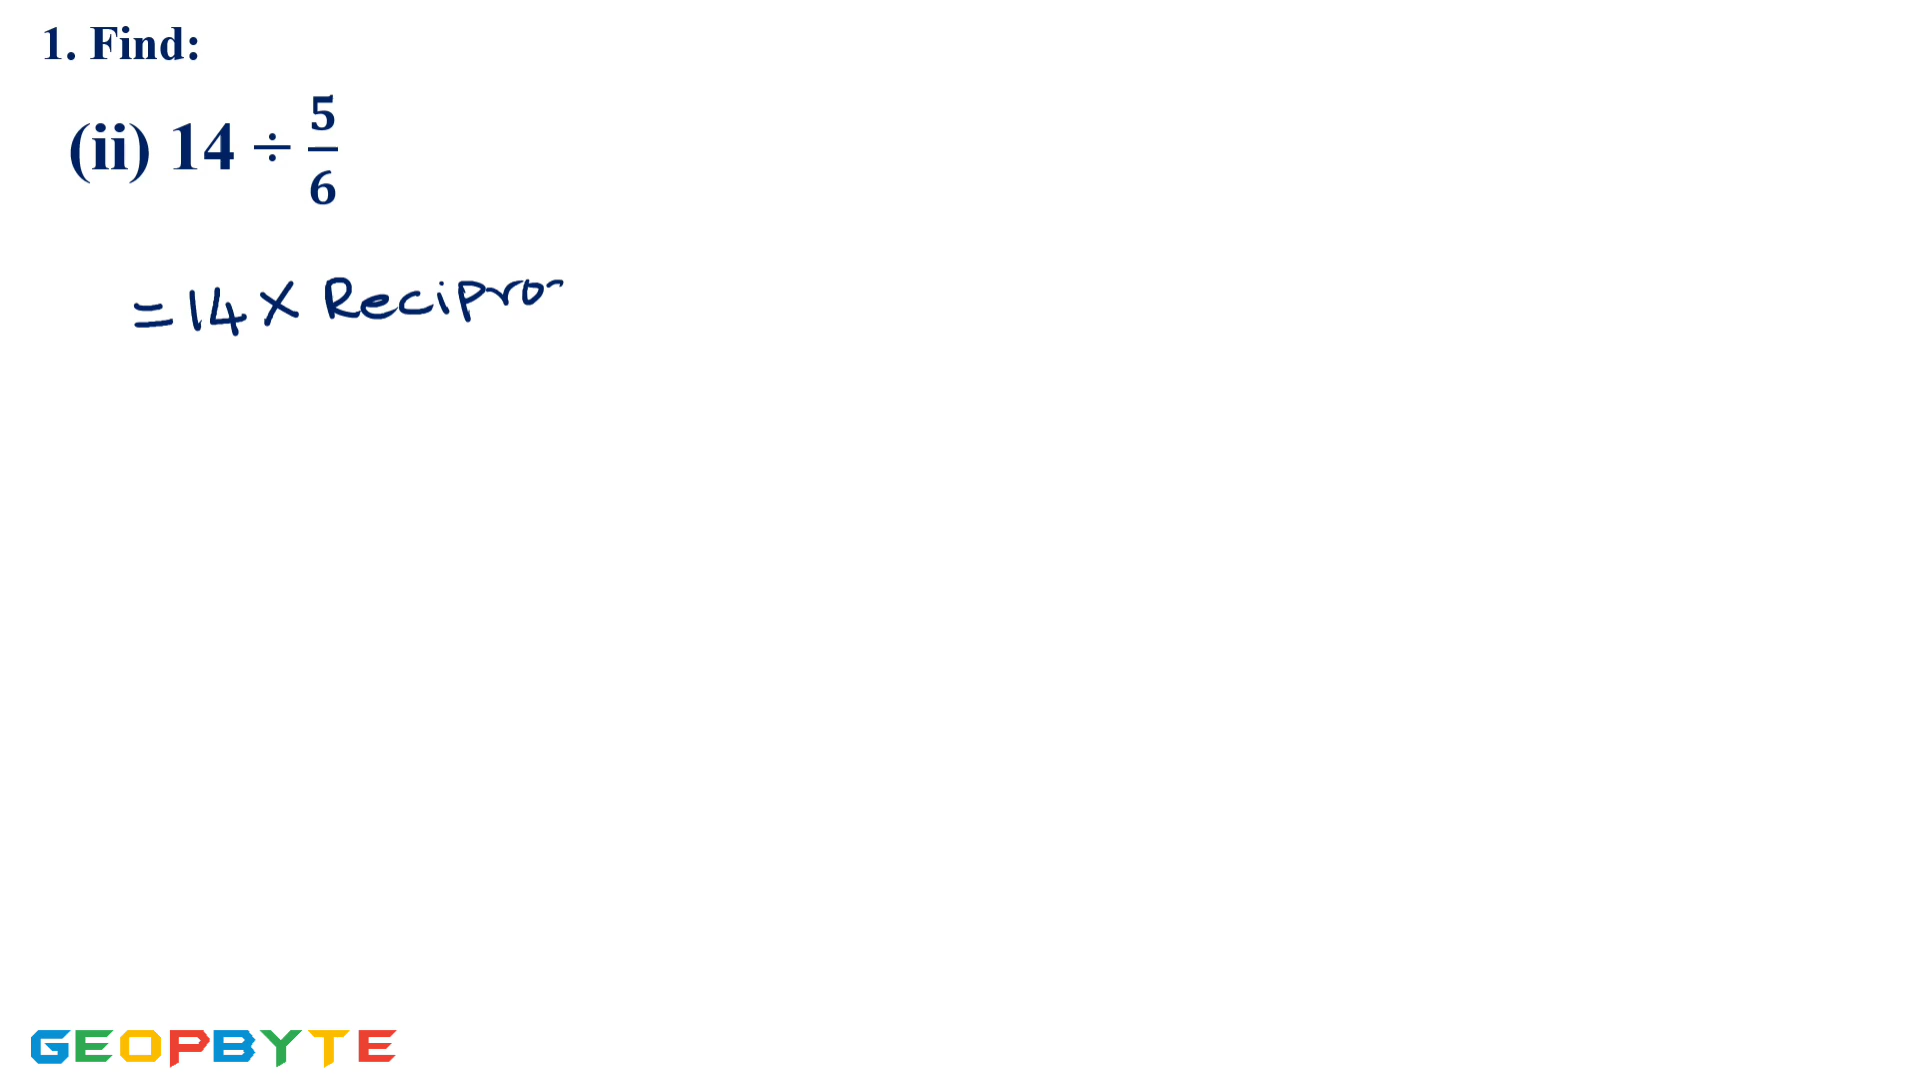 1. Find:
(ii) 14 ÷ 5/6
= 14 × Recipro
GEOPBYTE